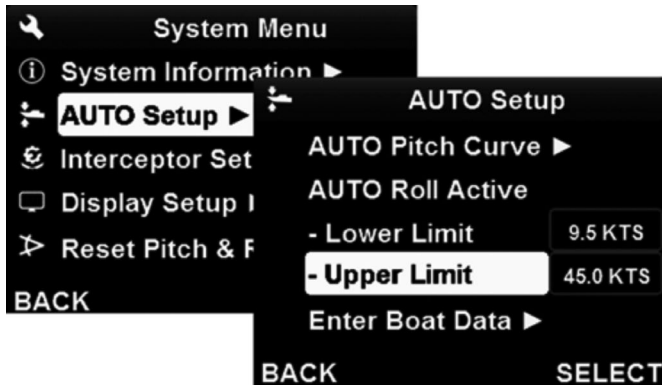 System Menu
System Information ▶
AUTO Setup ▶
Interceptor Set
Display Setup
Reset Pitch &
BACK
AUTO Setup
AUTO Pitch Curve ▶
AUTO Roll Active
- Lower Limit 9.5 KTS
- Upper Limit 45.0 KTS
Enter Boat Data ▶
BACK SELECT